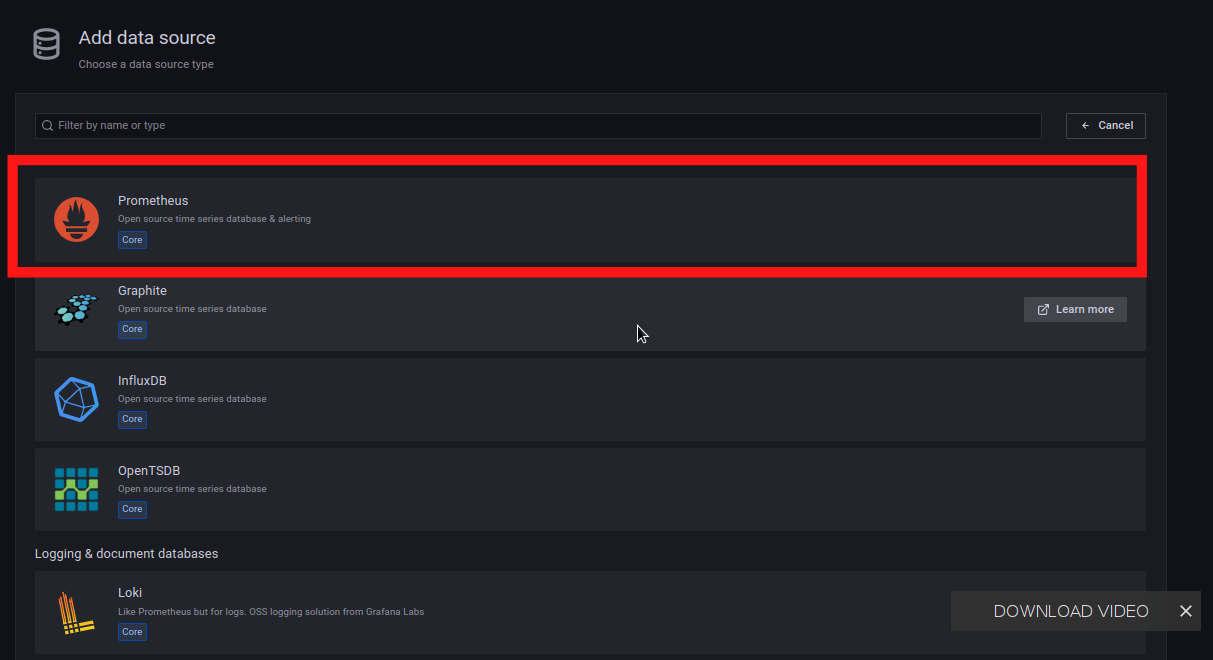 Add data source
Choose a data source type
Filter by name or type
Cancel
Prometheus
Open source time series database & alerting
Core
Graphite
Open source time series database
Core
Learn more
InfluxDB
Open source time series database
Core
OpenTSDB
Open source time series database
Core
Logging & document databases
Loki
Like Prometheus but for logs. OSS logging solution from Grafana Labs
Core
DOWNLOAD VIDEO